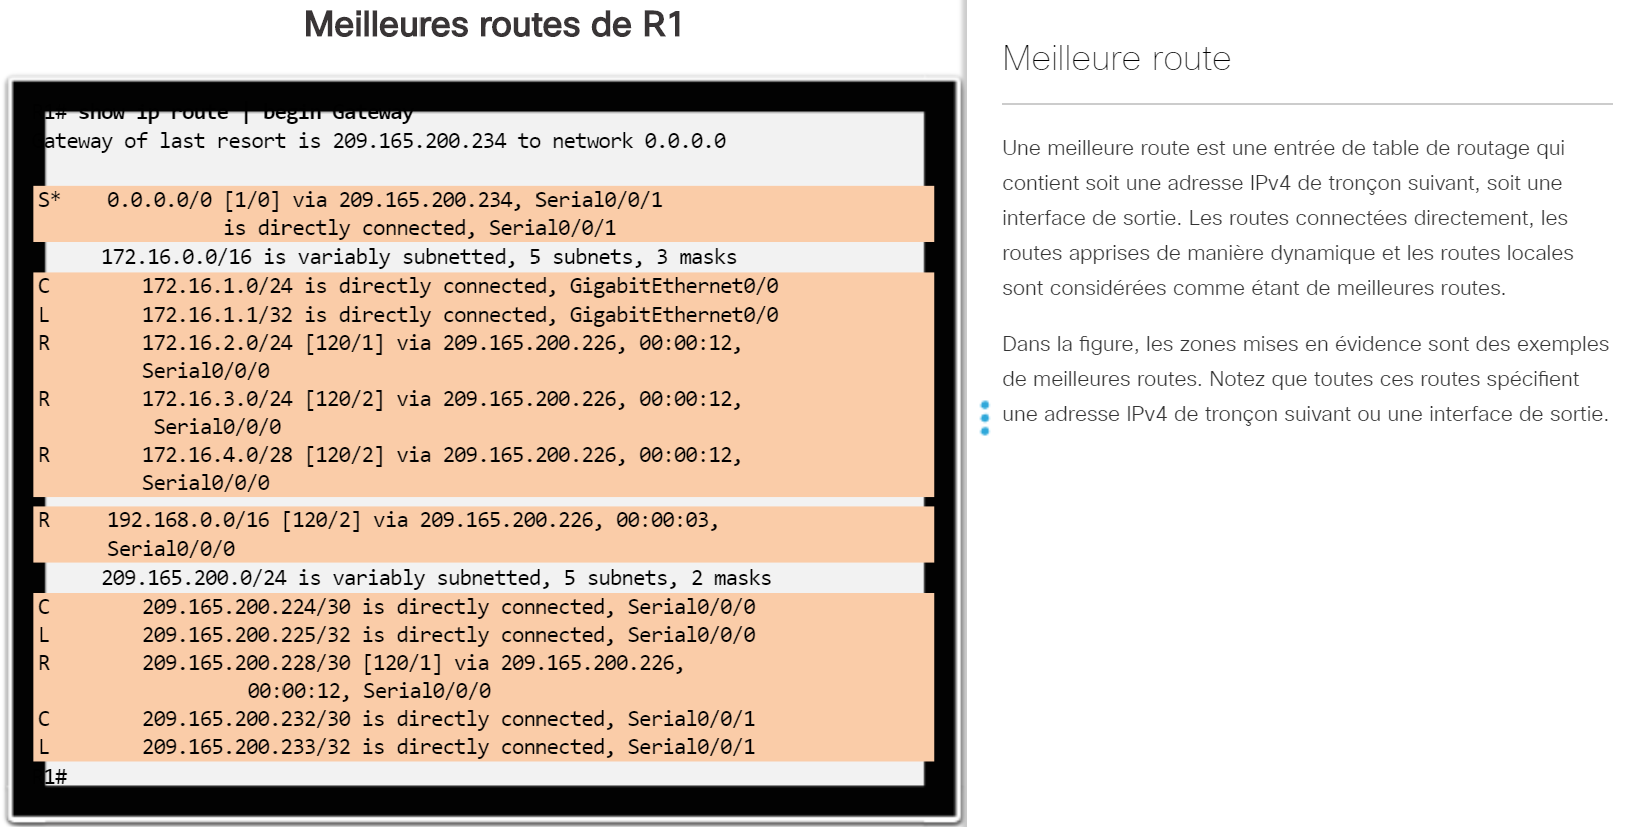 Meilleures routes de R1
1# show ip route | begin Gateway
ateway of last resort is 209.165.200.234 to network 0.0.0.0
S* 0.0.0.0/0 [1/0] via 209.165.200.234, Serial0/0/1
is directly connected, Serial0/0/1
172.16.0.0/16 is variably subnetted, 5 subnets, 3 masks
C 172.16.1.0/24 is directly connected, GigabitEthernet0/0
L 172.16.1.1/32 is directly connected, GigabitEthernet0/0
R 172.16.2.0/24 [120/1] via 209.165.200.226, 00:00:12,
Serial0/0/0
R 172.16.3.0/24 [120/2] via 209.165.200.226, 00:00:12,
Serial0/0/0
R 172.16.4.0/28 [120/2] via 209.165.200.226, 00:00:12,
Serial0/0/0
R 192.168.0.0/16 [120/2] via 209.165.200.226, 00:00:03,
Serial0/0/0
209.165.200.0/24 is variably subnetted, 5 subnets, 2 masks
C 209.165.200.224/30 is directly connected, Serial0/0/0
L 209.165.200.225/32 is directly connected, Serial0/0/0
R 209.165.200.228/30 [120/1] via 209.165.200.226,
00:00:12, Serial0/0/0
C 209.165.200.232/30 is directly connected, Serial0/0/1
L 209.165.200.233/32 is directly connected, Serial0/0/1
1#
Meilleure route
Une meilleure route est une entrée de table de routage qui
contient soit une adresse IPv4 de tronçon suivant, soit une
interface de sortie. Les routes connectées directement, les
routes apprises de manière dynamique et les routes locales
sont considérées comme étant de meilleures routes.
Dans la figure, les zones mises en évidence sont des exemples
de meilleures routes. Notez que toutes ces routes spécifient
une adresse IPv4 de tronçon suivant ou une interface de sortie.